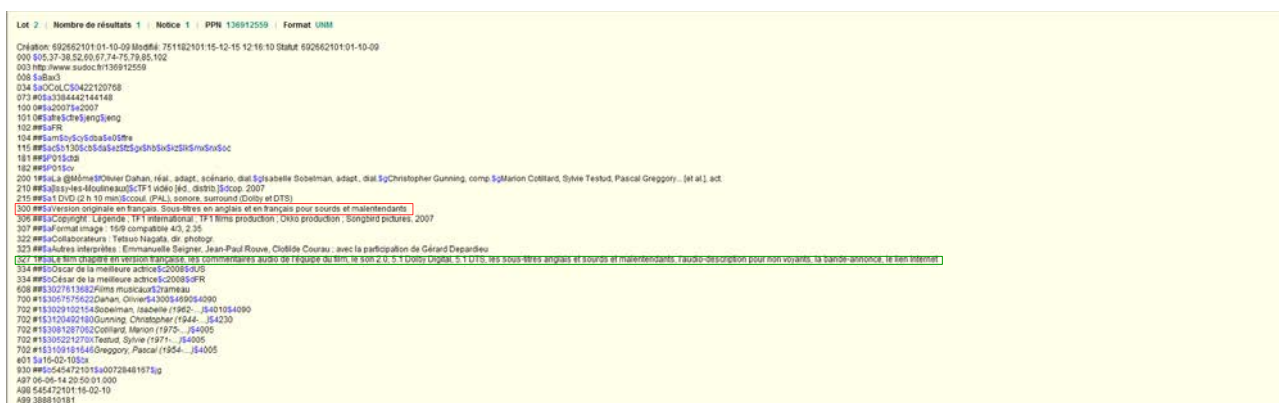 Lot 2 | Nombre de résultats 1 | Notice 1 | PPN 136912559 | Format UNM
Création: 692662101:01-10-09 Modifié: 751182101:15-12-15 12:16:10 Statut: 692662101:01-10-09
000 $05,37-38,52,60,67,74-75,79,85,102
003 http://www.sudoc.fr/136912559
008 $aBax3
034 $aOCoLC$0422120768
073 #0$a3384442144148
100 0#$a2007$e2007
101 0#$afre$cfre$jeng$jeng
102 ##$aFR
104 ##$am$by$cy$dba$e0$ffre
115 ##$ac$b130$cb$da$ez$fz$gx$hb$ix$kz$lk$mx$nx$oc
181 ##$P01$ctdi
182 ##$P01$cv
200 1#$aLa @Môme$fOlivier Dahan, réal., adapt., scénario, dial.$gIsabelle Sobelman, adapt., dial.$gChristopher Gunning, comp.$gMarion Cotillard, Sylvie Testud, Pascal Greggory... [et al.], act.
210 ##$a[Issy-les-Moulineaux]$cTF1 vidéo [éd., distrib.]$dcop. 2007
215 ##$a1 DVD (2 h 10 min)$ccoul. (PAL), sonore, surround (Dolby et DTS)
300 ##$aVersion originale en français. Sous-titres en anglais et en français pour sourds et malentendants
306 ##$aCopyright : Légende ; TF1 international ; TF1 films production ; Okko production ; Songbird pictures, 2007
307 ##$aFormat image : 16/9 compatible 4/3, 2.35
322 ##$aCollaborateurs : Tetsuo Nagata, dir. photogr.
323 ##$aAutres interprètes : Emmanuelle Seigner, Jean-Paul Rouve, Clotilde Courau ; avec la participation de Gérard Depardieu
327 1#$aLe film chapitré en version française, les commentaires audio de l'équipe du film, le son 2.0, 5.1 Dolby Digital, 5.1 DTS, les sous-titres anglais et sourds et malentendants, l'audio-description pour non voyants, la bande-annonce, le lien Internet
334 ##$bOscar de la meilleure actrice$c2008$dUS
334 ##$bCésar de la meilleure actrice$c2008$dFR
608 ##$3027613682Films musicaux$2rameau
700 #1$3057575622Dahan, Olivier$4300$4690$4090
702 #1$3029102154Sobelman, Isabelle (1962-...)$4010$4090
702 #1$3120492180Gunning, Christopher (1944-...)$4230
702 #1$3081287062Cotillard, Marion (1975-...)$4005
702 #1$305221270XTestud, Sylvie (1971-...)$4005
702 #1$3109181646Greggory, Pascal (1954-...)$4005
e01 $a16-02-10$bx
930 ##$b545472101$a0072848167$jg
A97 06-06-14 20:50:01.000
A98 545472101:16-02-10
A99 388810181